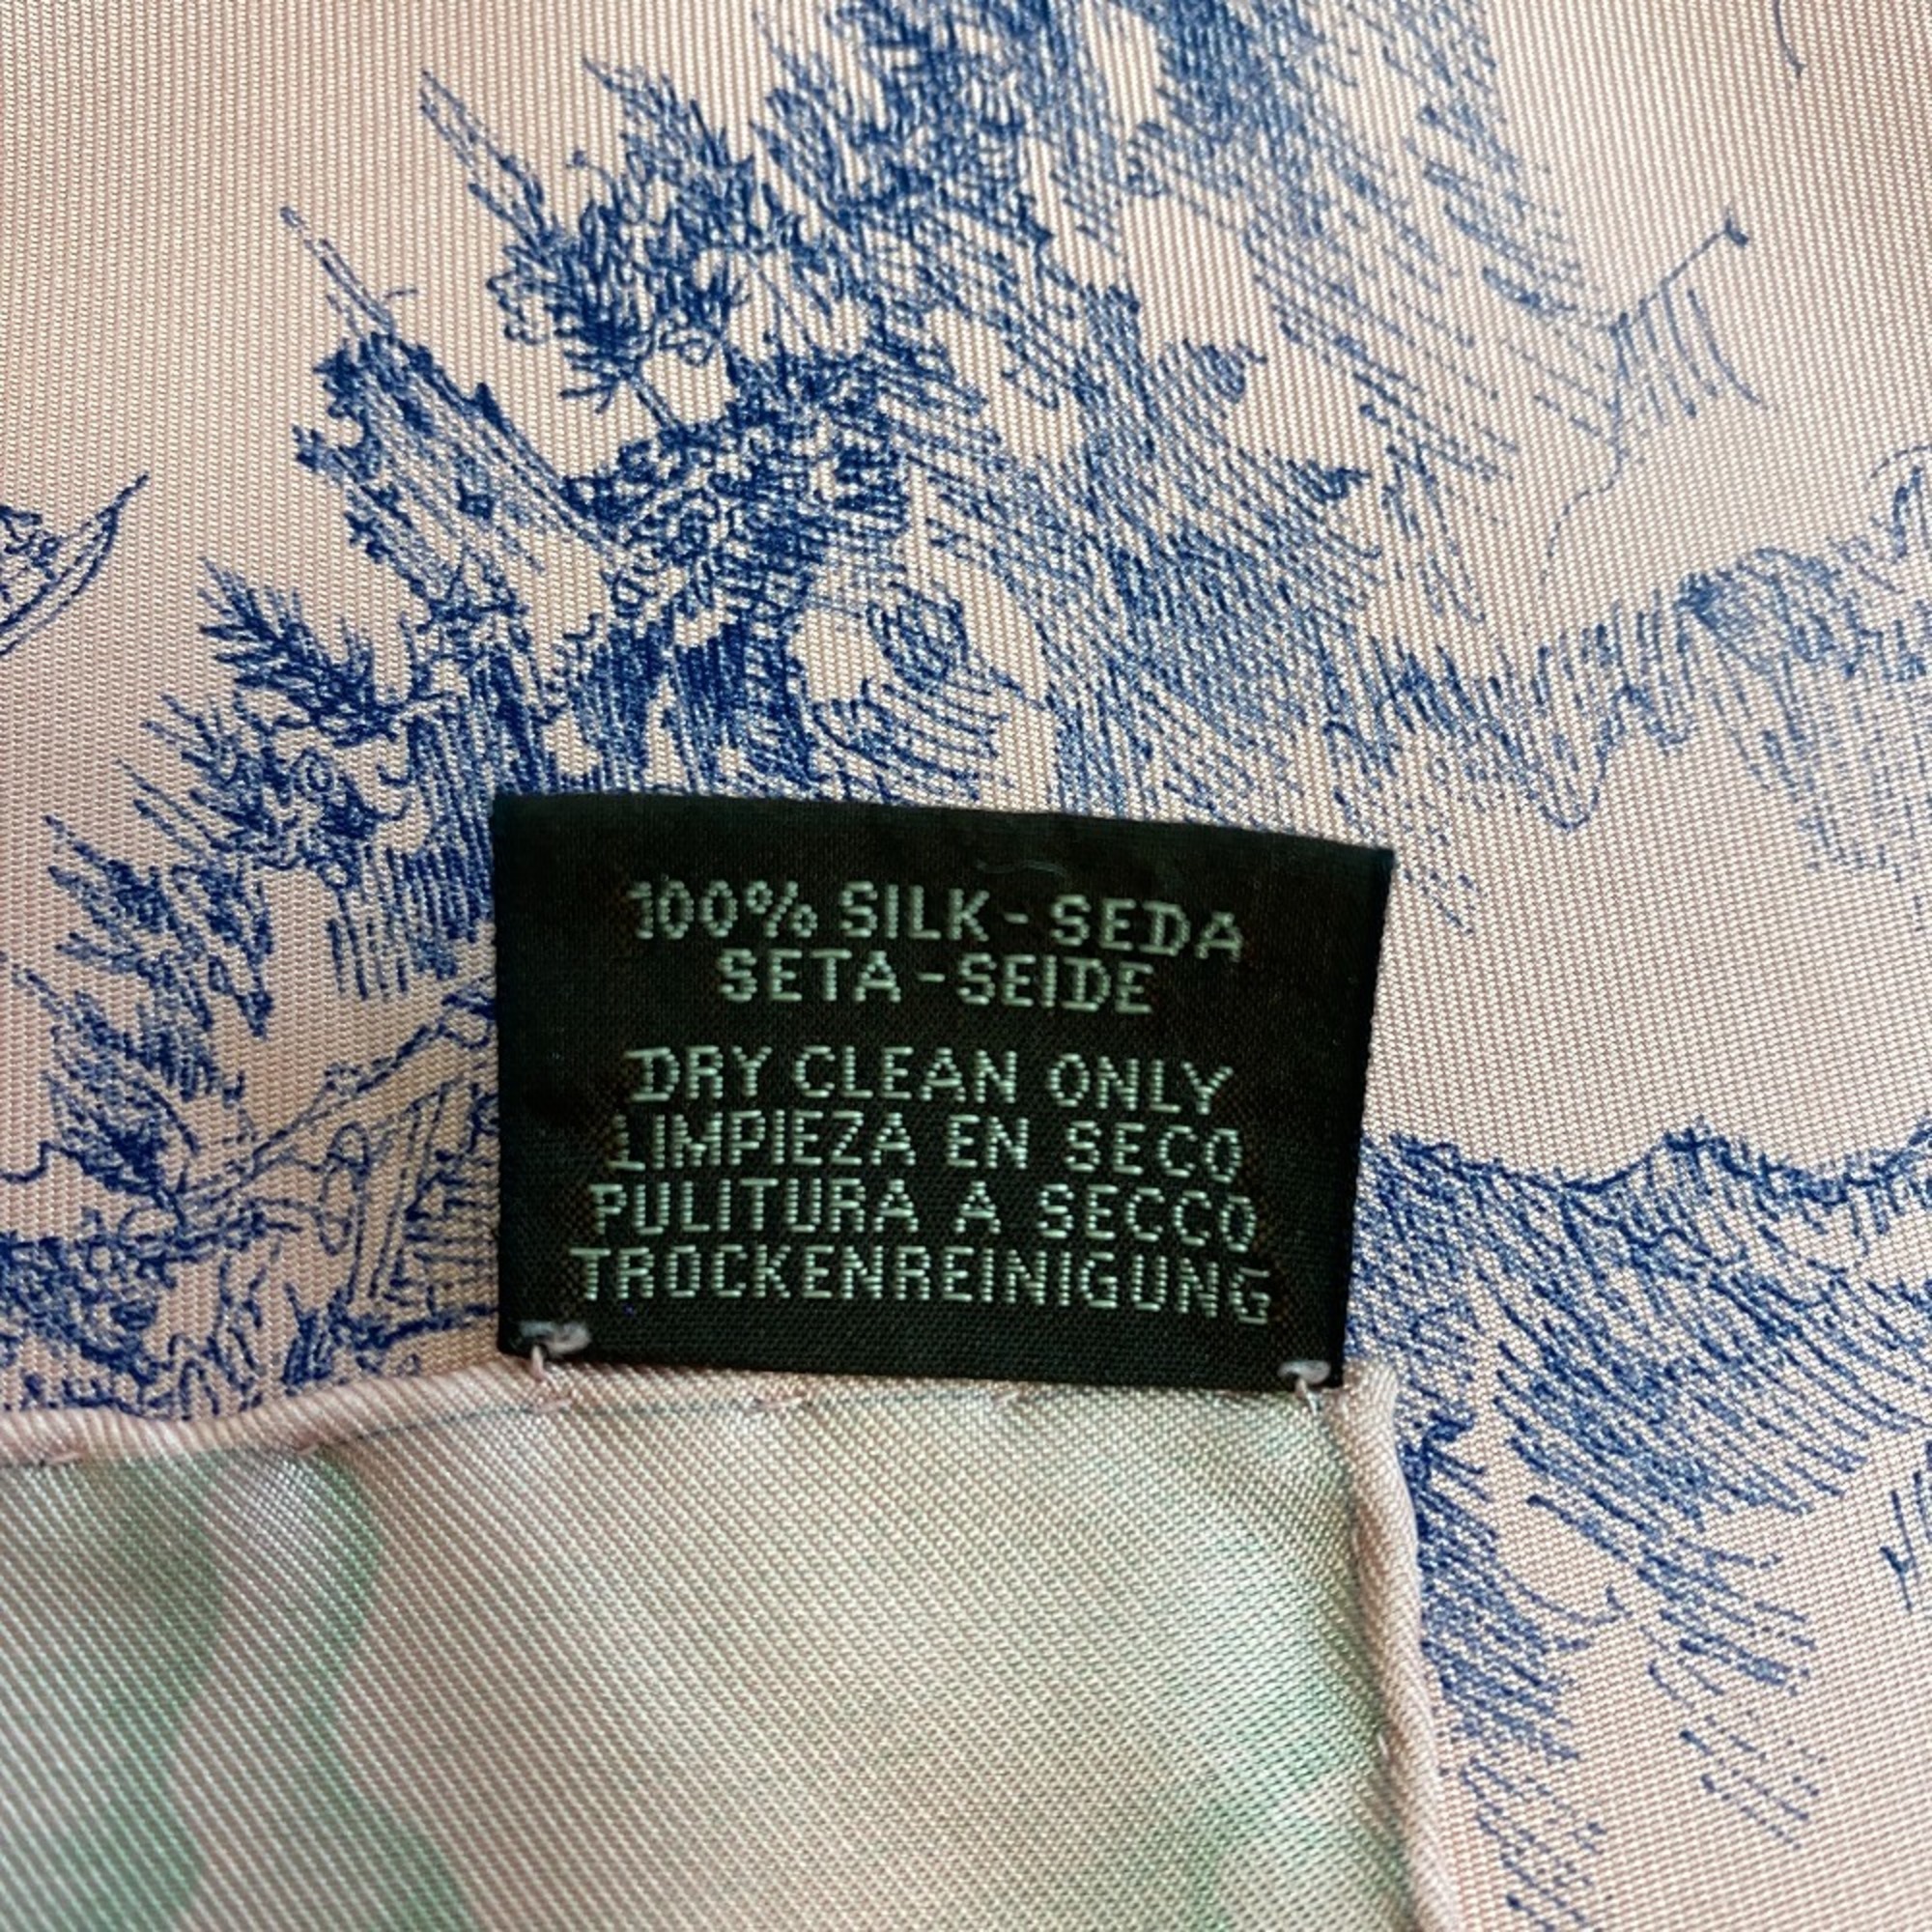 100% SILK - SEDA
SETA - SEIDE
DRY CLEAN ONLY
LIMPIEZA EN SECO
PULITURA A SECCO
TROCKENREINIGUNG